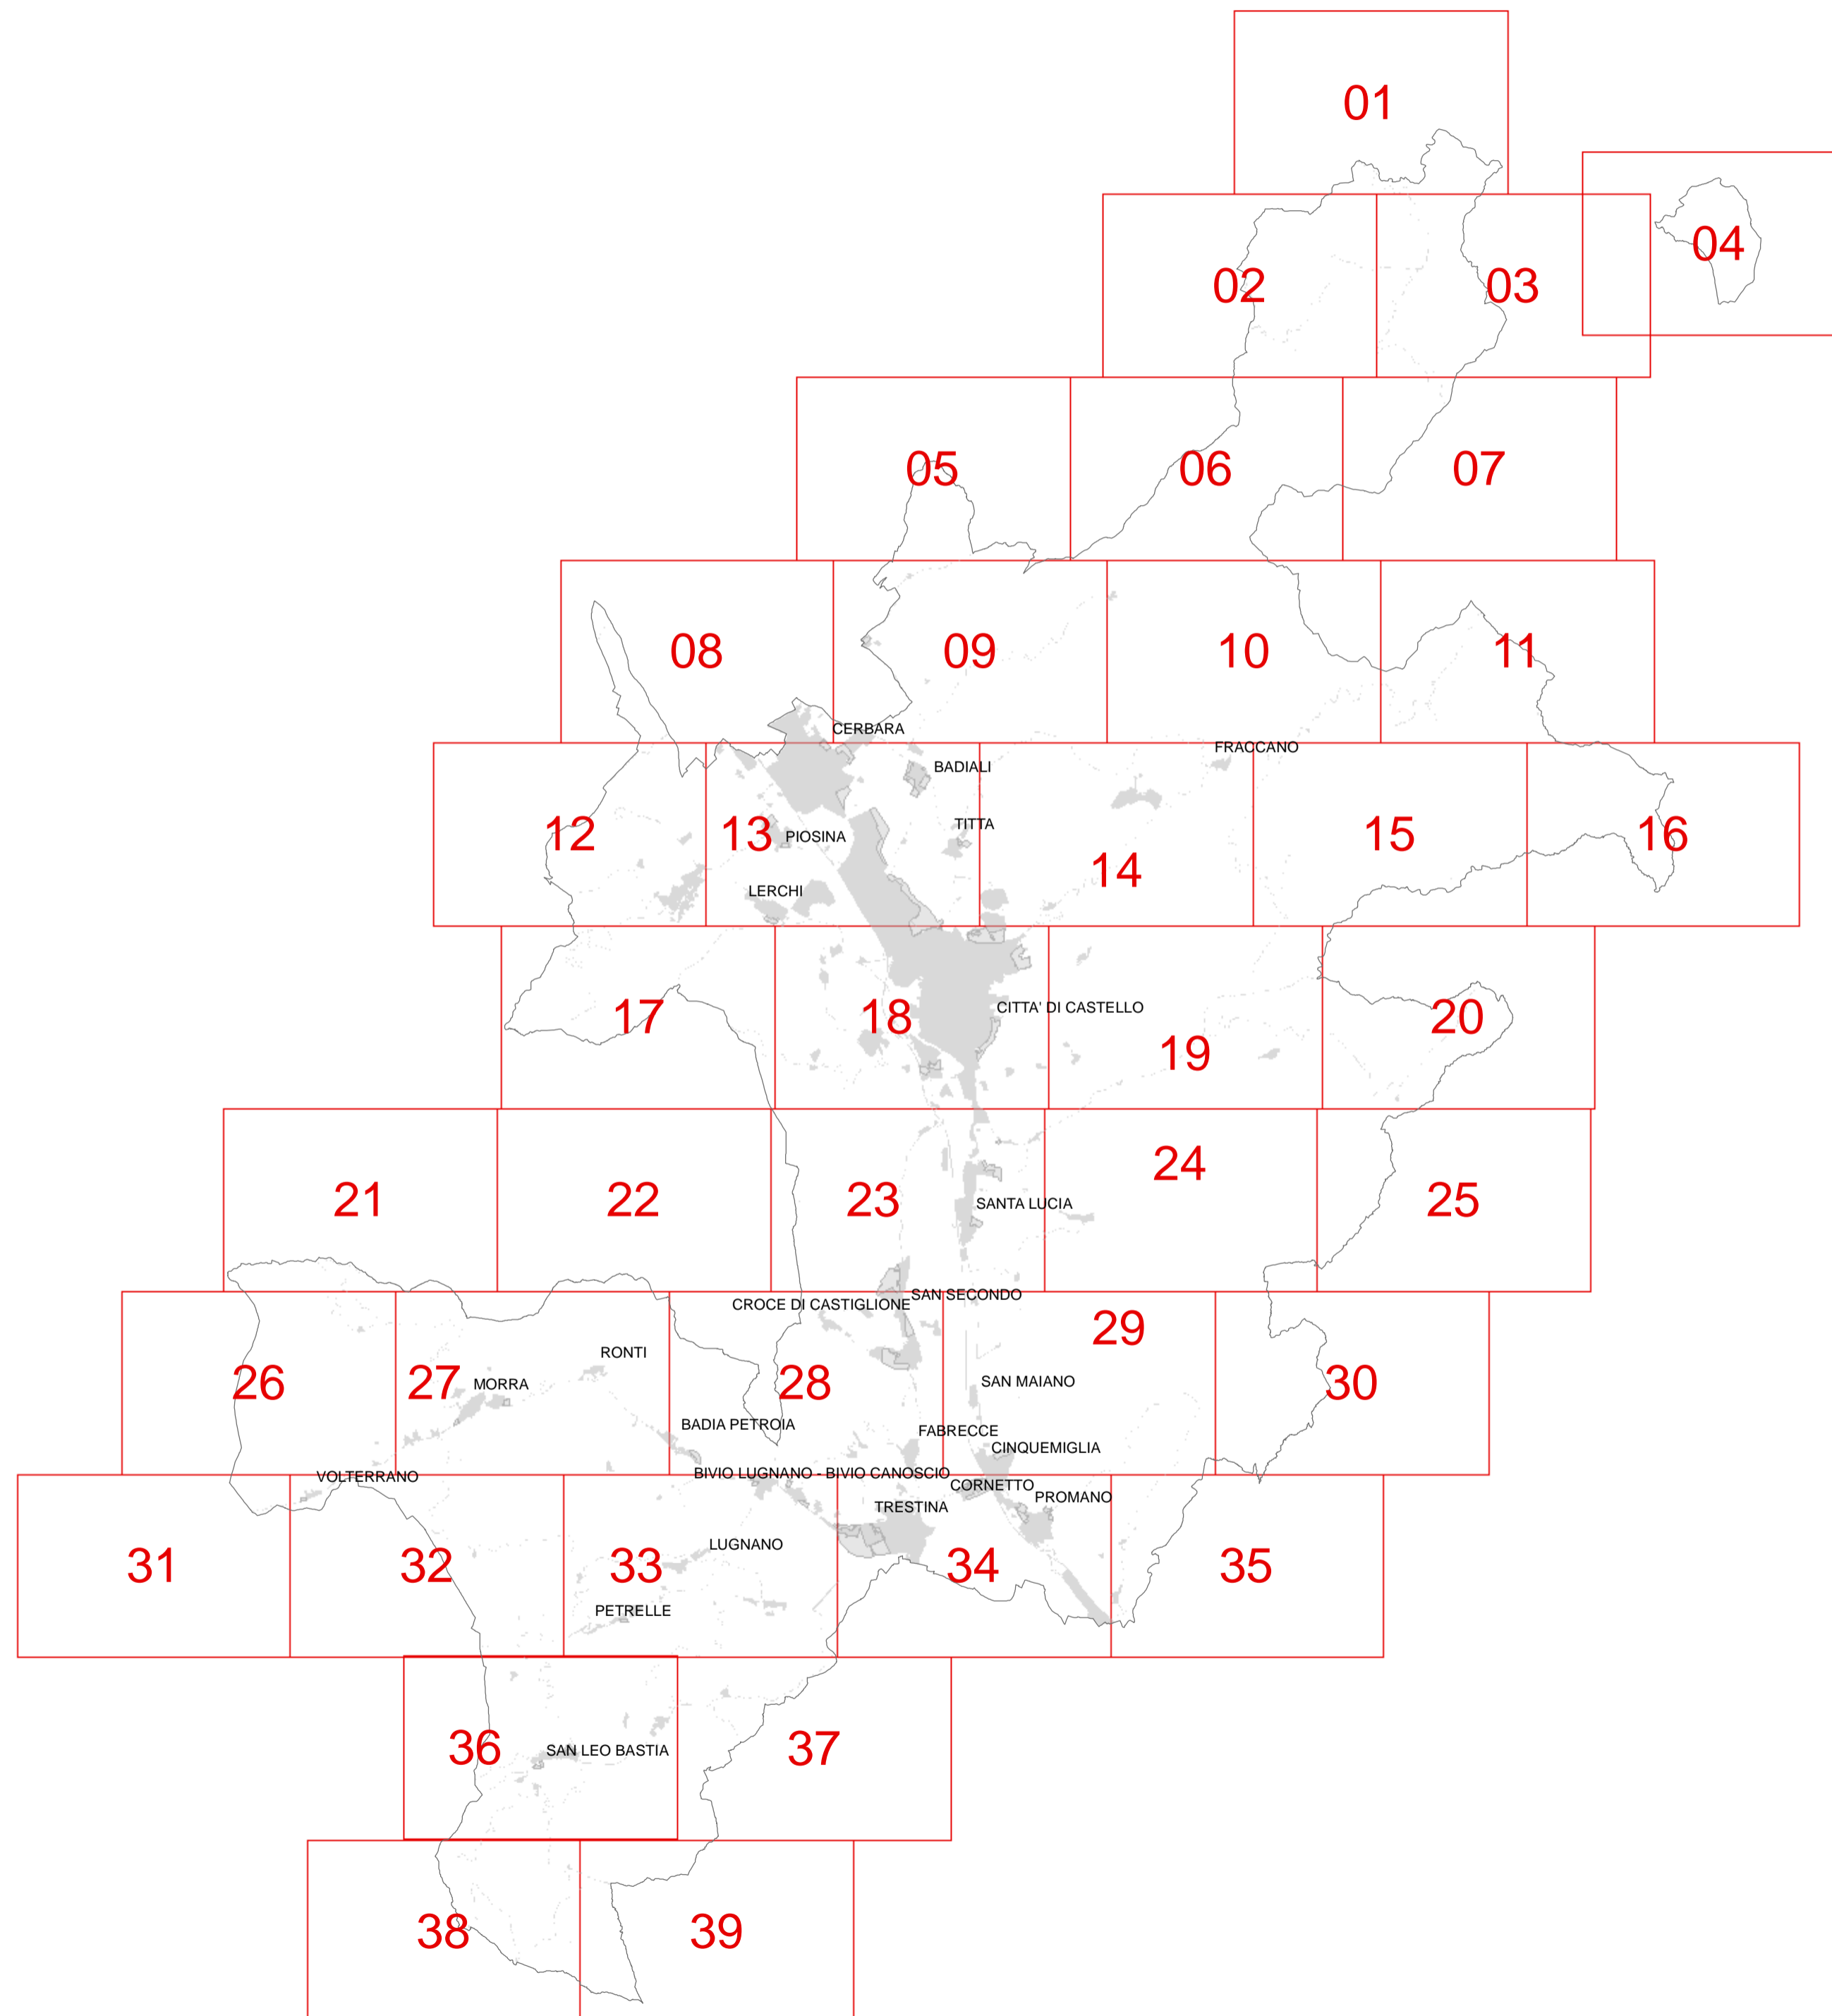 01
04
02
03
05
06
07
08
09
10
11
CERBARA
FRACCANO
BADIALI
TITTA
12
13
PIOSINA
15
16
14
LERCHI
CITTA' DI CASTELLO
17
18
20
19
24
21
22
23
SANTA LUCIA
25
SAN SECONDO
CROCE DI CASTIGLIONE
29
RONTI
26
27
MORRA
28
SAN MAIANO
30
BADIA PETROIA
FABRECCE
CINQUEMIGLIA
BIVIO LUGNANO - BIVIO CANOSCIO
VOLTERRANO
CORNETTO
PROMANO
TRESTINA
LUGNANO
31
32
33
34
35
PETRELLE
36
SAN LEO BASTIA
37
38
39